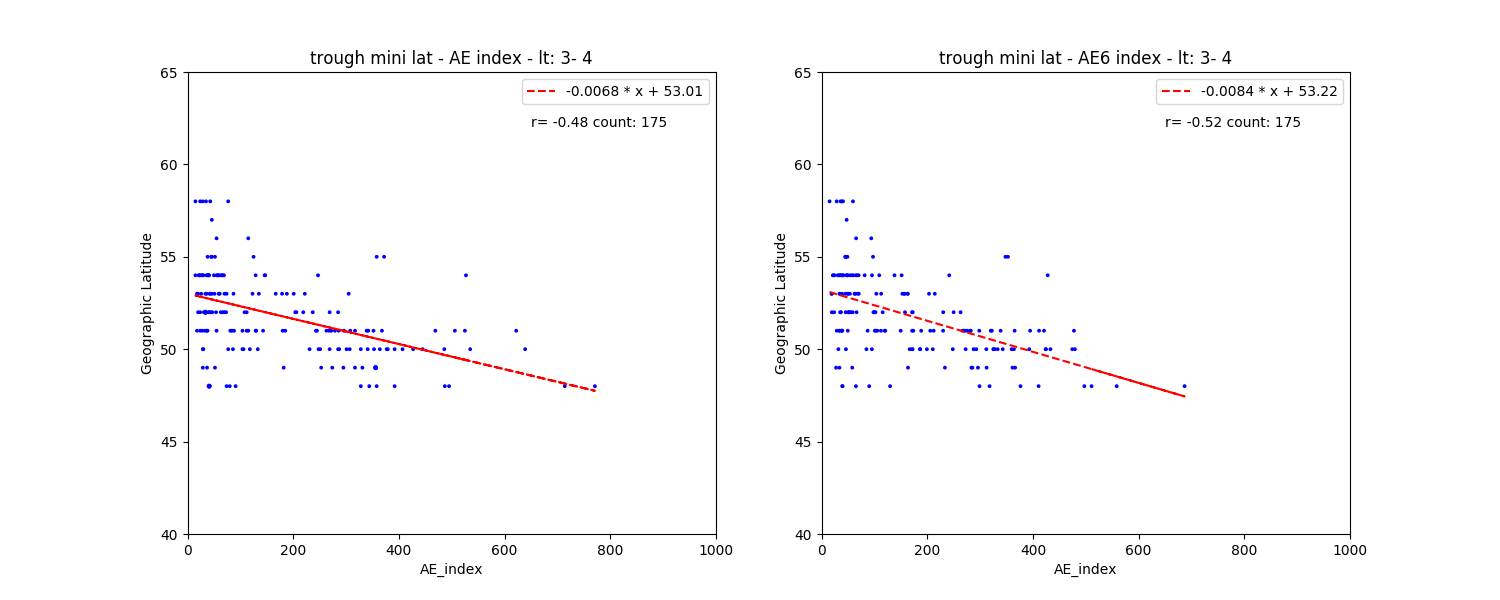 trough mini lat - AE index - lt: 3- 4
-0.0068 * x + 53.01
r= -0.48 count: 175
65
60
55
50
45
40
Geographic Latitude
0 200 400 600 800 1000
AE_index
trough mini lat - AE6 index - lt: 3- 4
-0.0084 * x + 53.22
r= -0.52 count: 175
65
60
55
50
45
40
Geographic Latitude
0 200 400 600 800 1000
AE_index